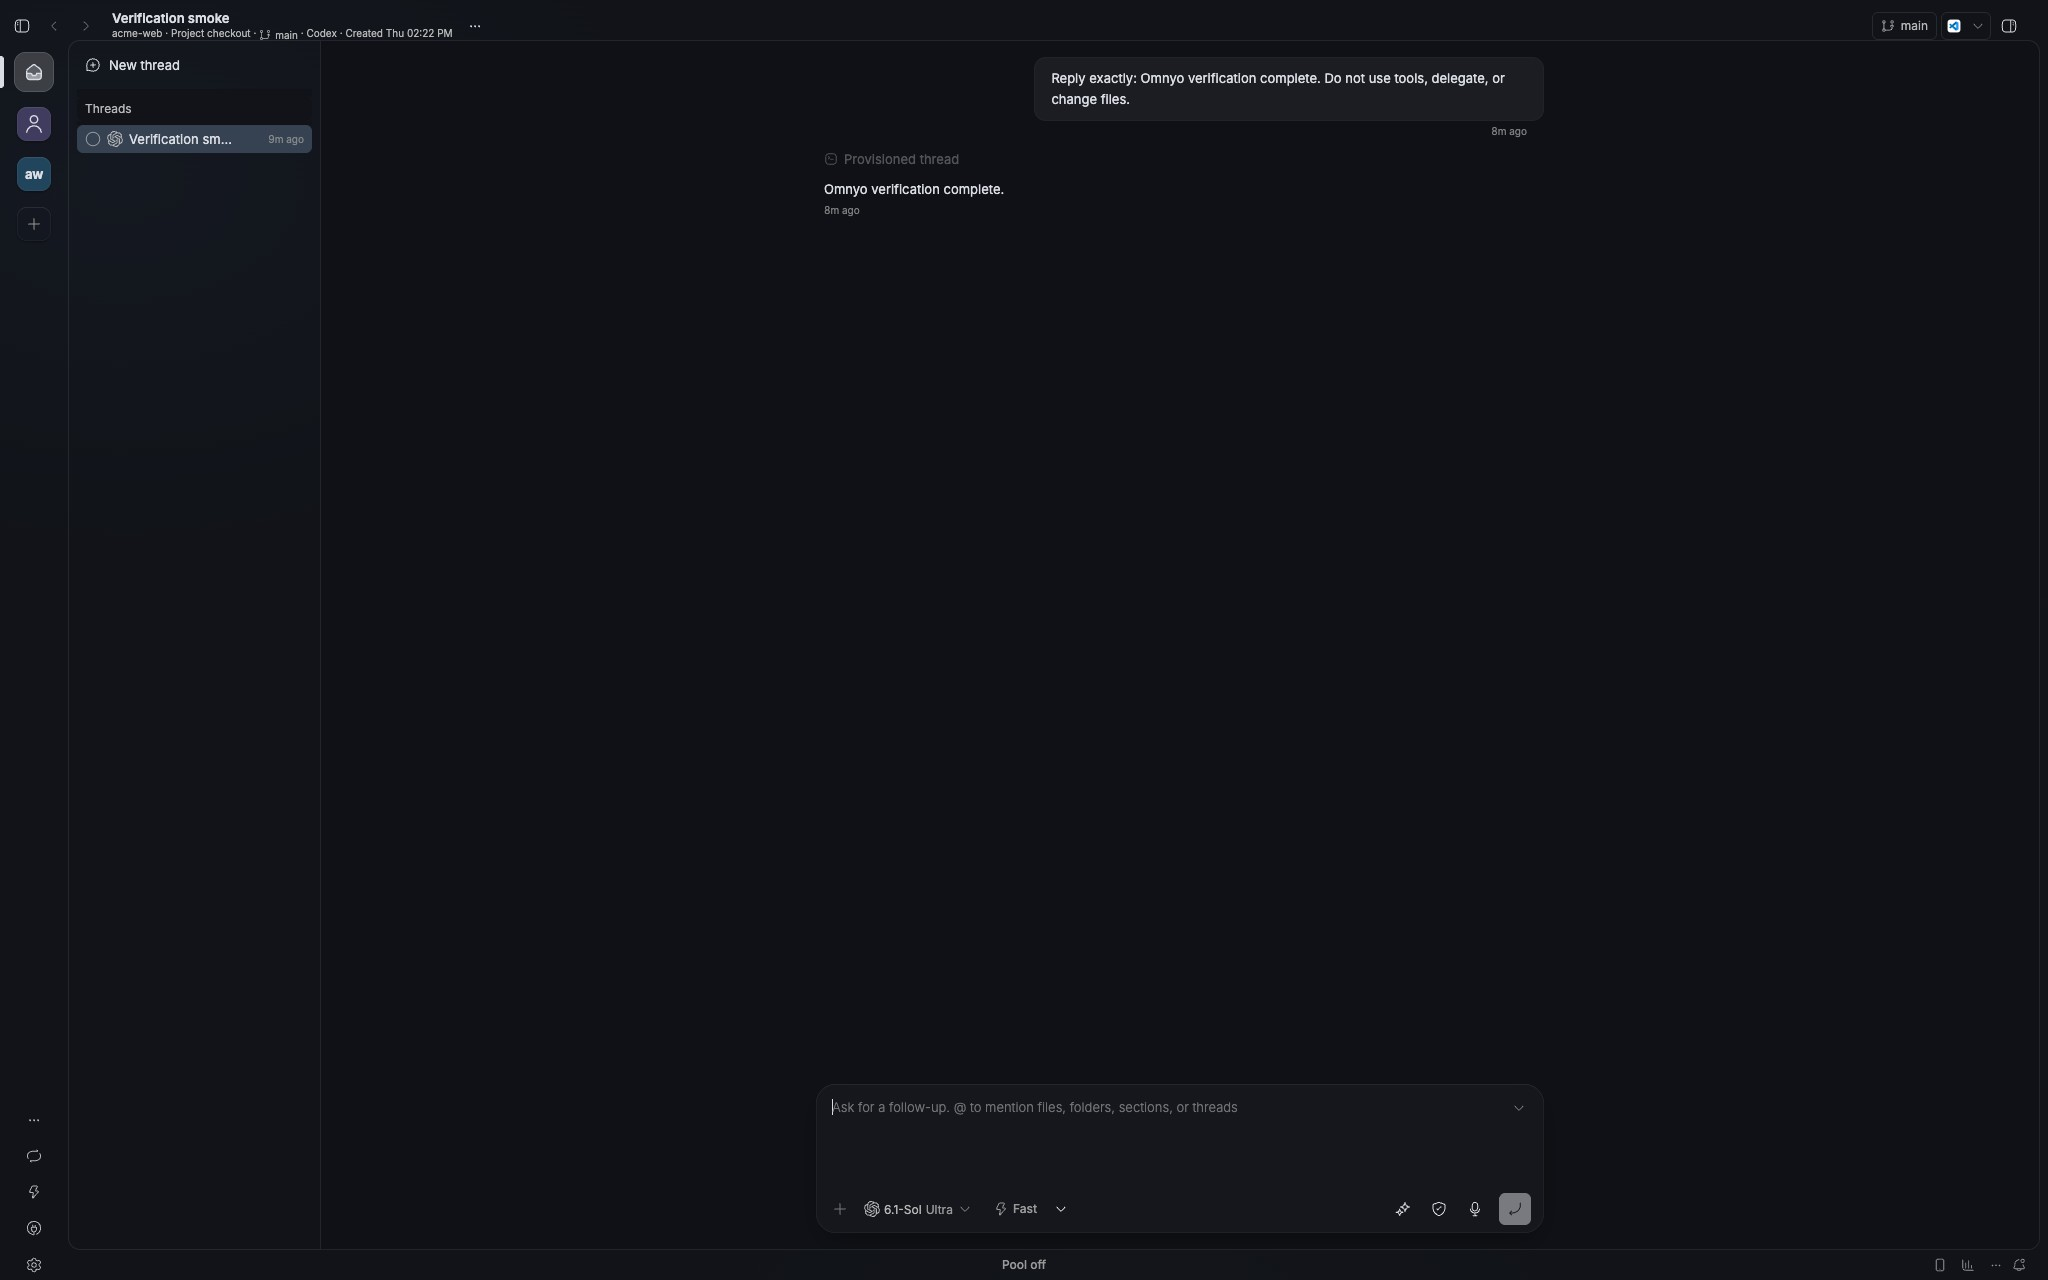 Verification smoke
acme-web · Project checkout · main · Codex · Created Thu 02:22 PM
main
New thread
Threads
Verification sm... 9m ago
aw
Reply exactly: Omnyo verification complete. Do not use tools, delegate, or
change files.
8m ago
Provisioned thread
Omnyo verification complete.
8m ago
Ask for a follow-up. @ to mention files, folders, sections, or threads
6.1-Sol Ultra
Fast
Pool off